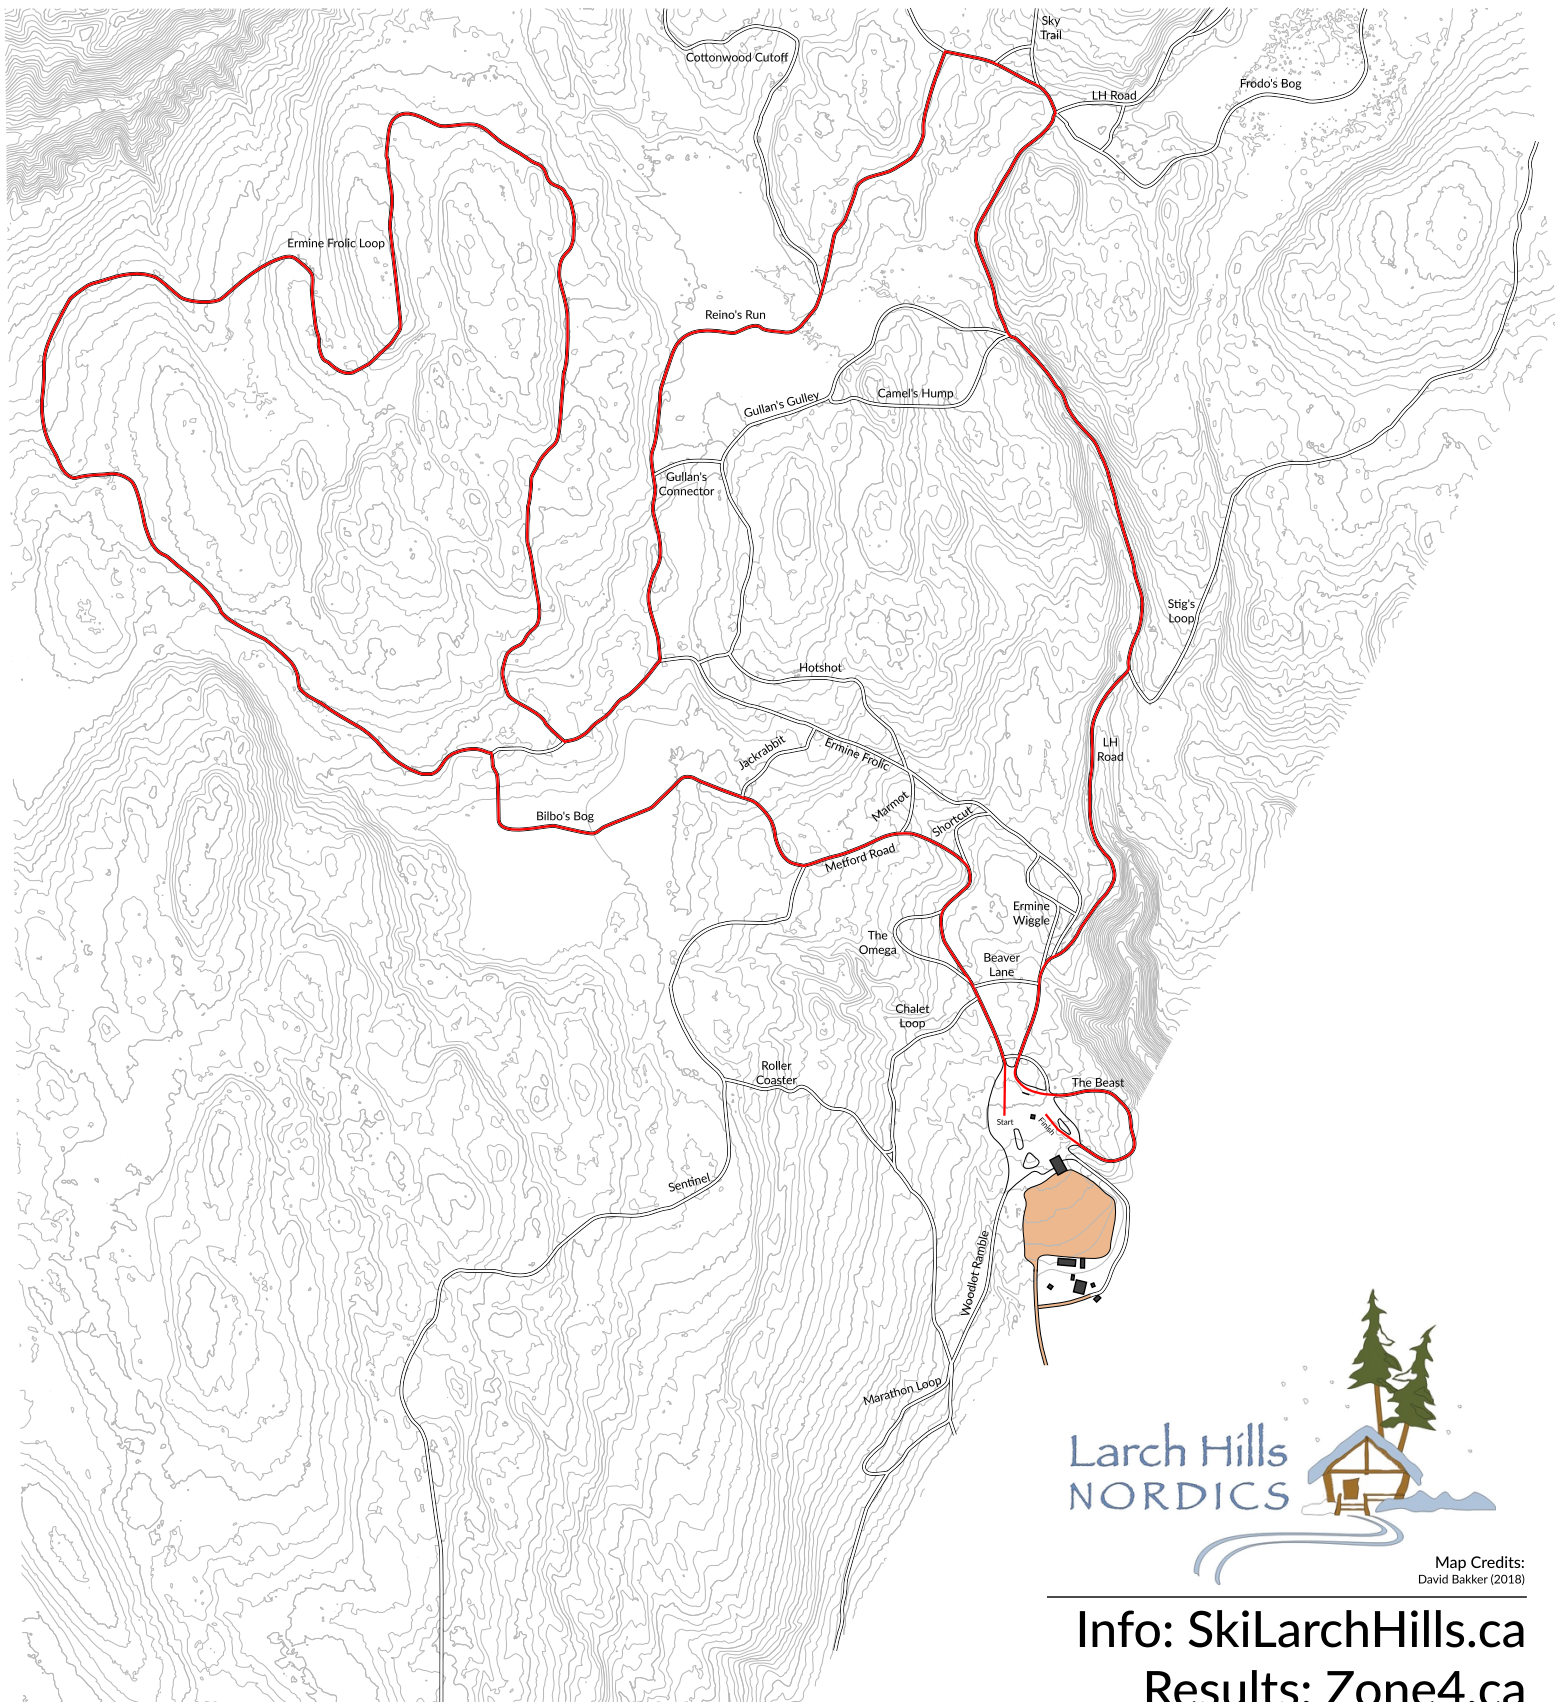 Sky
Trail
Cottonwood Cutoff
LH Road
Frodo's Bog
Ermine Frolic Loop
Reino's Run
Camel's Hump
Gullan's Gulley
Gullan's
Connector
Stig's
Loop
Hotshot
Jackrabbit
Ermine Frolic
LH
Road
Marmot
Shortcut
Bilbo's Bog
Metford Road
Ermine
Wiggle
The
Omega
Beaver
Lane
Chalet
Loop
Roller
Coaster
The Beast
Start
Finish
Sentinel
Woodlot Ramble
Marathon Loop
Larch Hills
NORDICS
Map Credits:
David Bakker (2018)
Info: SkiLarchHills.ca
Results: Zone4.ca